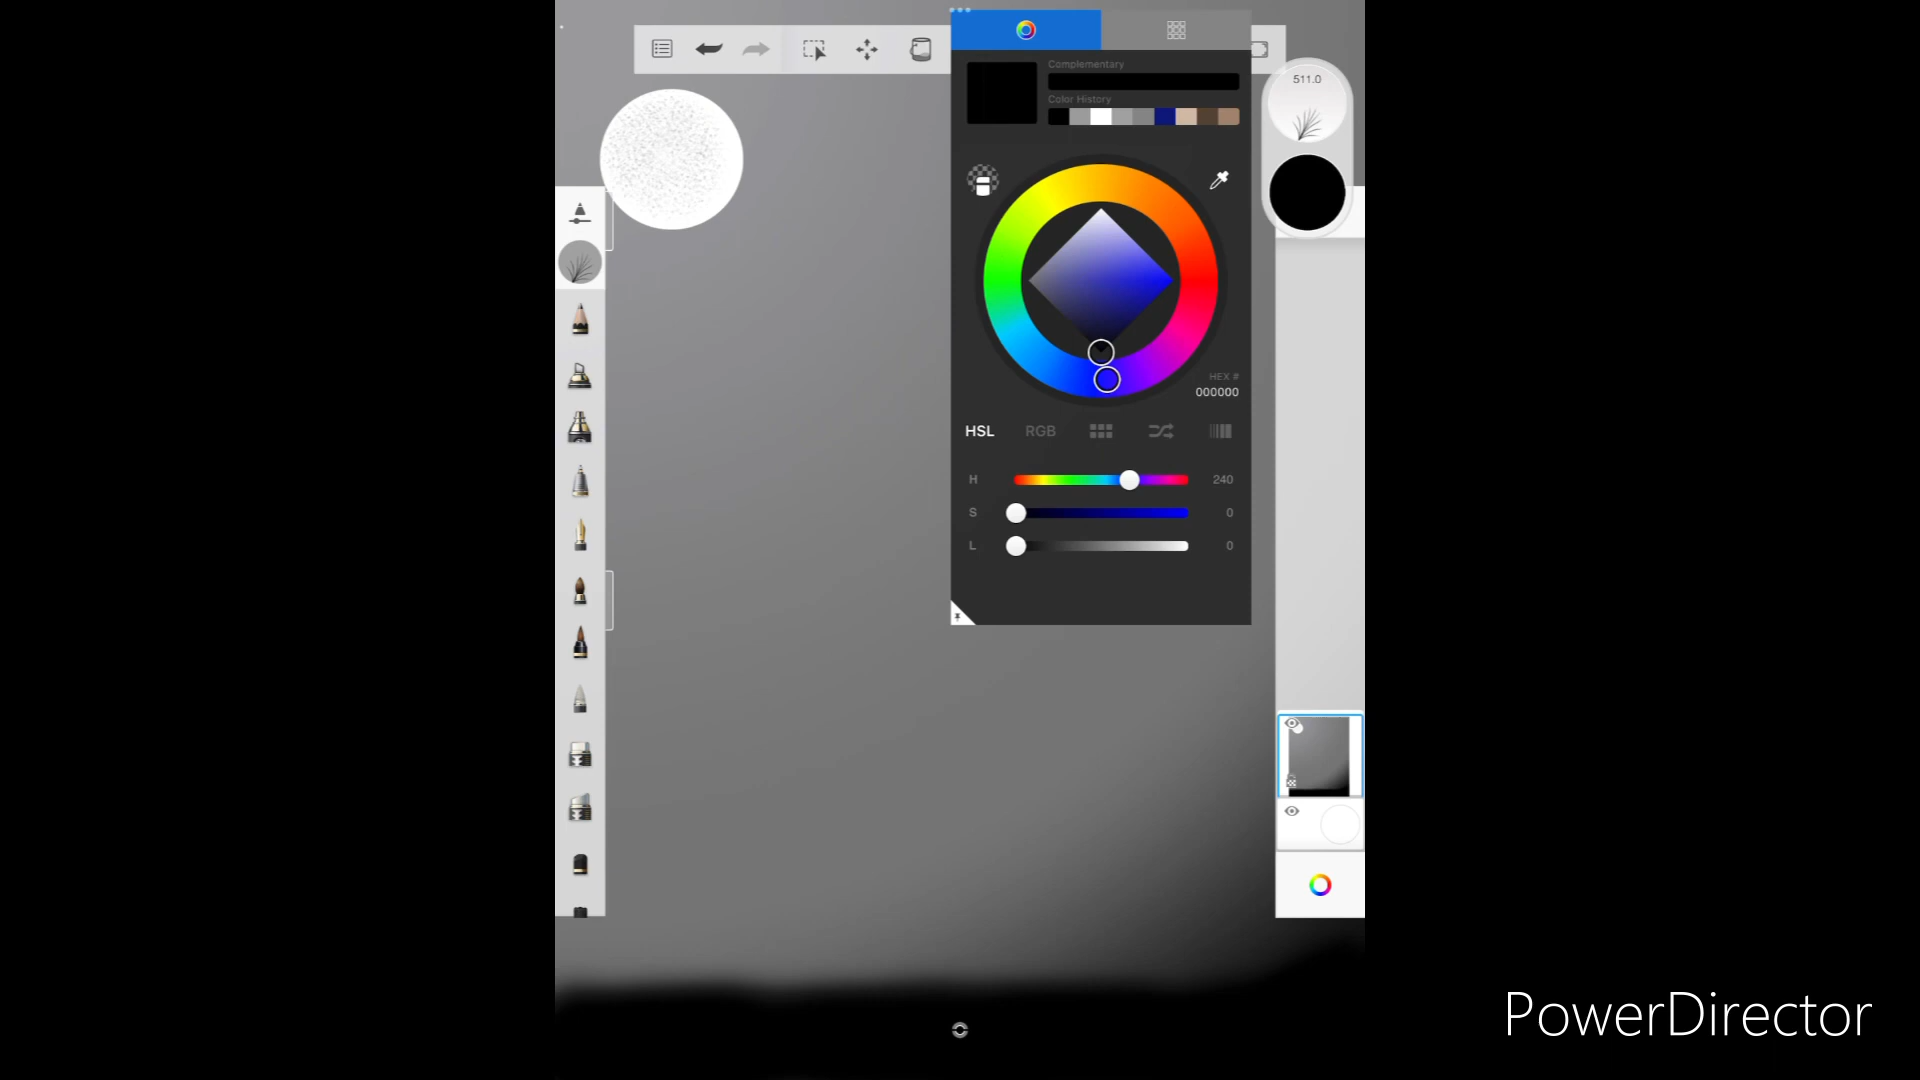 Complementary
511.0
Color History
HEX #
000000
HSL RGB
H 240
S 0
L 0
PowerDirector